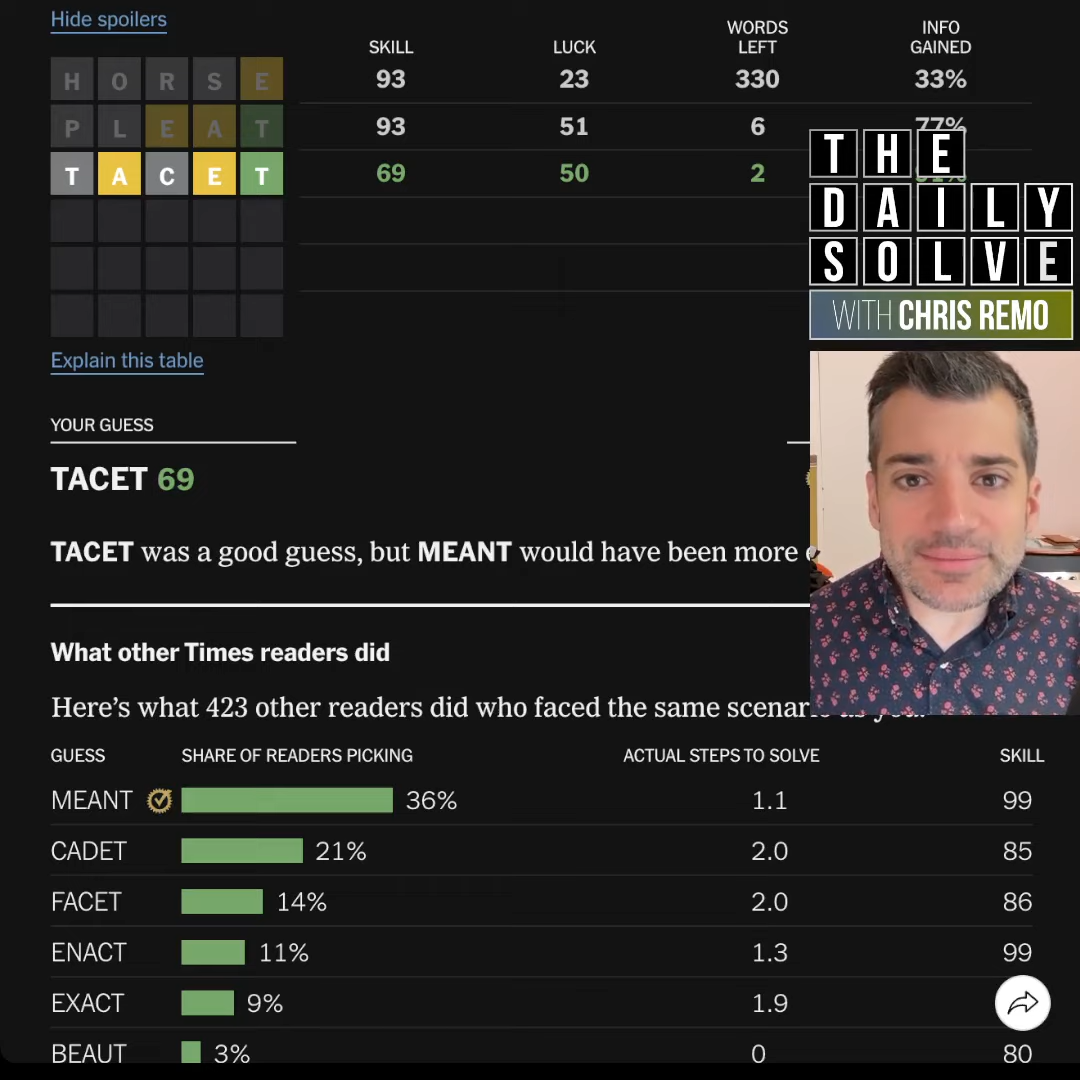 Hide spoilers
SKILL LUCK WORDS LEFT INFO GAINED
H O R S E 93 23 330 33%
P L E A T 93 51 6 77%
T A C E T 69 50 2
Explain this table
THE
DAILY
SOLVE
WITH CHRIS REMO
YOUR GUESS
TACET 69
TACET was a good guess, but MEANT would have been more
What other Times readers did
Here's what 423 other readers did who faced the same scenario as you.
GUESS SHARE OF READERS PICKING ACTUAL STEPS TO SOLVE SKILL
MEANT 36% 1.1 99
CADET 21% 2.0 85
FACET 14% 2.0 86
ENACT 11% 1.3 99
EXACT 9% 1.9
BEAUT 3% 0 80